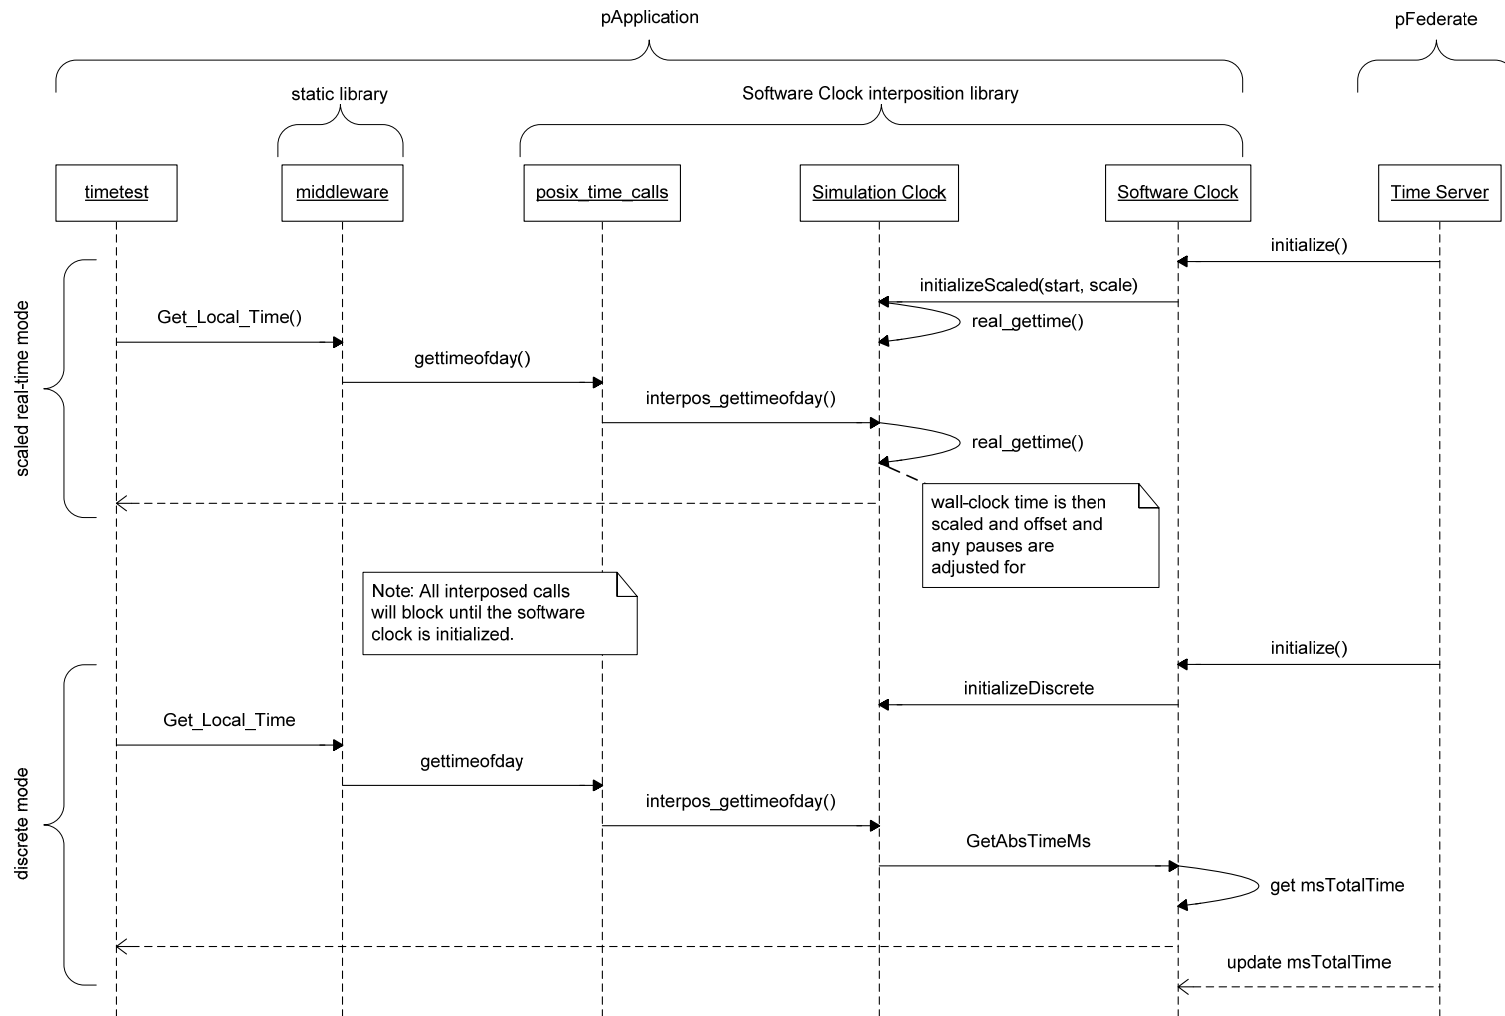 pApplication
pFederate
static library
Software Clock interposition library
timetest
middleware
posix_time_calls
Simulation Clock
Software Clock
Time Server
initialize()
initializeScaled(start, scale)
Get_Local_Time()
real_gettime()
gettimeofday()
interpos_gettimeofday()
real_gettime()
scaled real-time mode
wall-clock time is then
scaled and offset and
any pauses are
adjusted for
Note: All interposed calls
will block until the software
clock is initialized.
initialize()
initializeDiscrete
Get_Local_Time
gettimeofday
interpos_gettimeofday()
discrete mode
GetAbsTimeMs
get msTotalTime
update msTotalTime